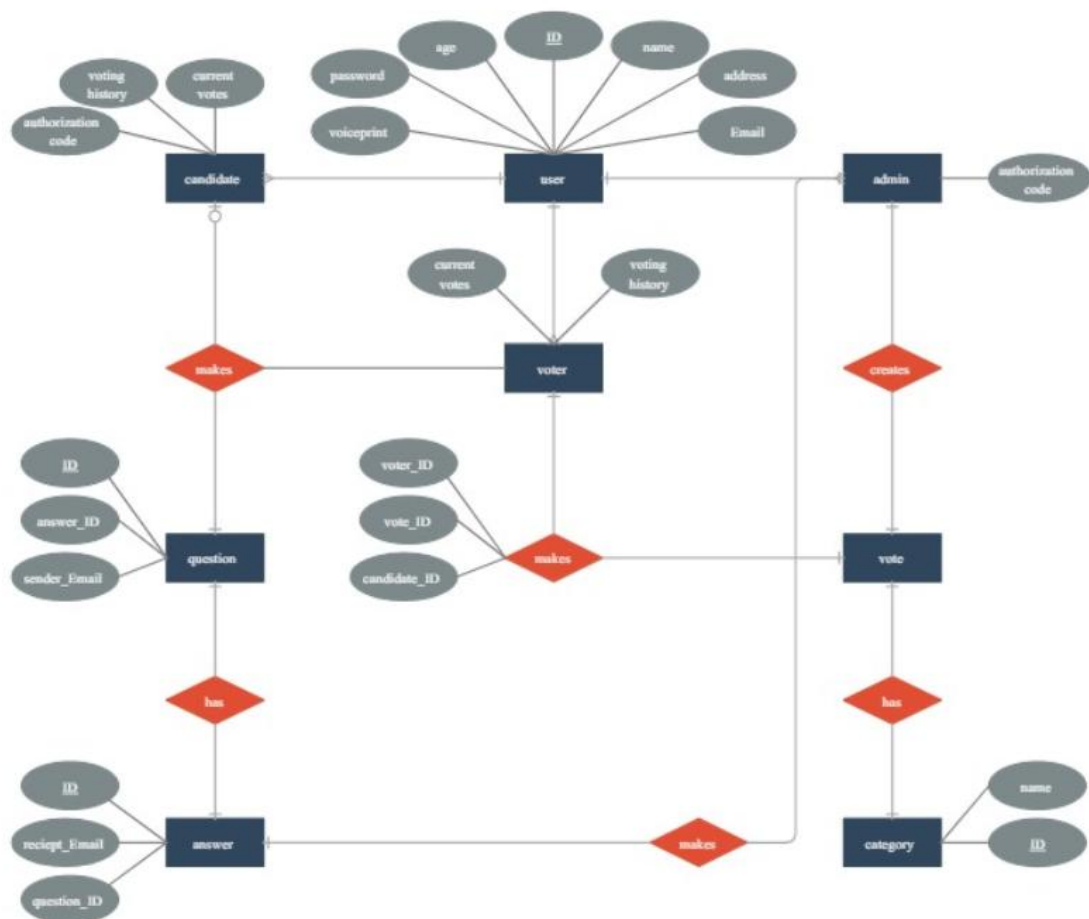 ID
age
name
voting
history
current
votes
password
address
authorization
code
voiceprint
Email
candidate
user
admin
authorization
code
current
votes
voting
history
makes
voter
creates
ID
voter_ID
answer_ID
vote_ID
question
makes
vote
sender_Email
candidate_ID
has
has
ID
name
reciept_Email
answer
makes
category
ID
question_ID